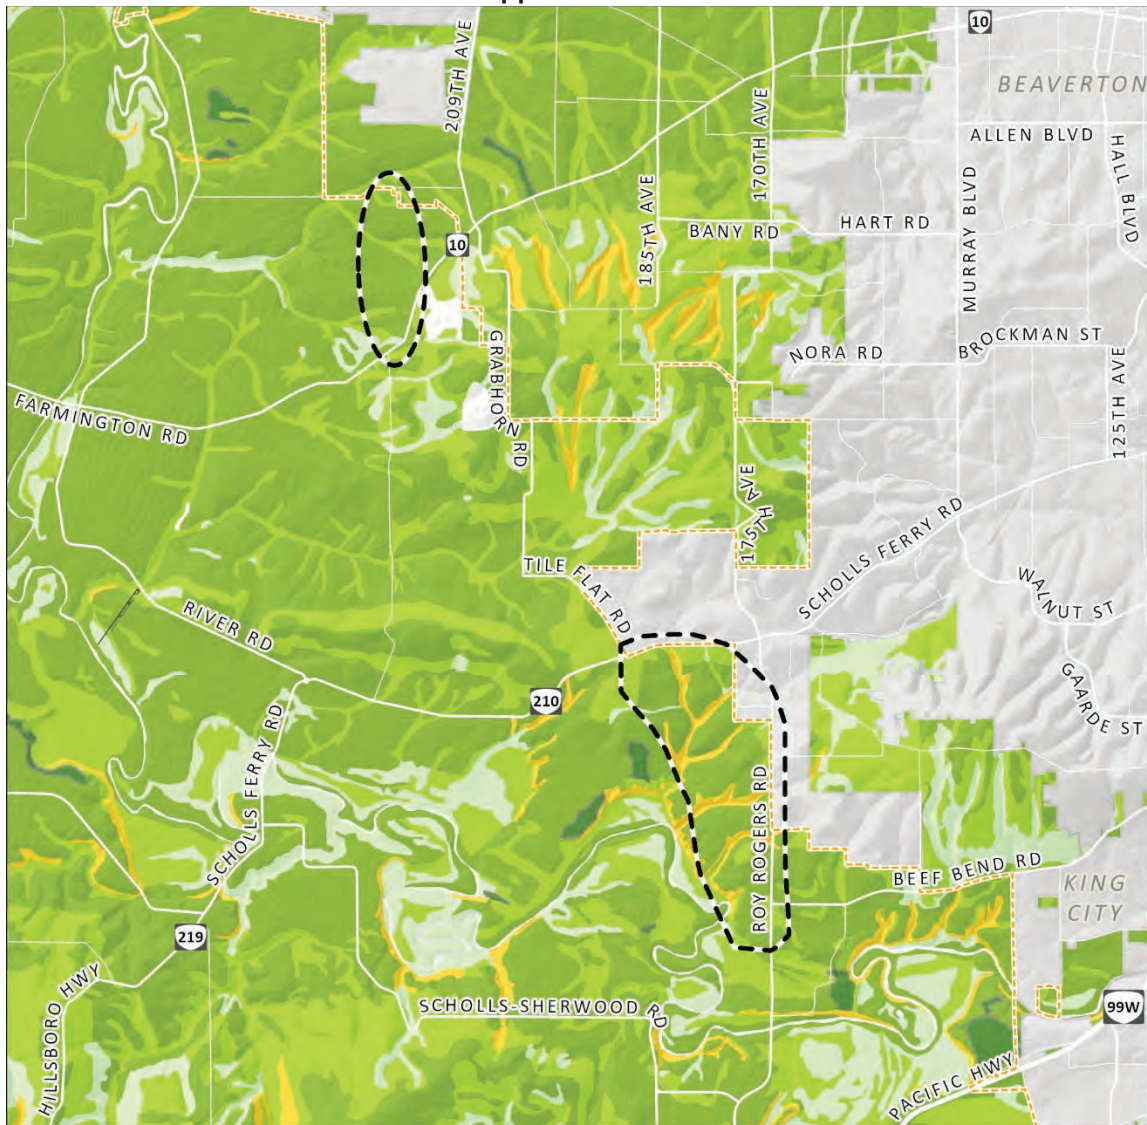 10
BEAVERTON
209TH AVE
170TH AVE
ALLEN BLVD
HALL BLVD
MURRAY BLVD
185TH AVE
BANY RD
HART RD
10
GRABHORN RD
NORA RD
BROCKMAN ST
125TH AVE
FARMINGTON RD
175TH AVE
SCHOLLS FERRY RD
TILE FLAT RD
WALNUT ST
RIVER RD
GAARDE ST
210
SCHOLLS FERRY RD
ROY ROGERS RD
BEEF BEND RD
KING
CITY
219
HILLSBORO HWY
SCHOLLS-SHERWOOD RD
99W
PACIFIC HWY